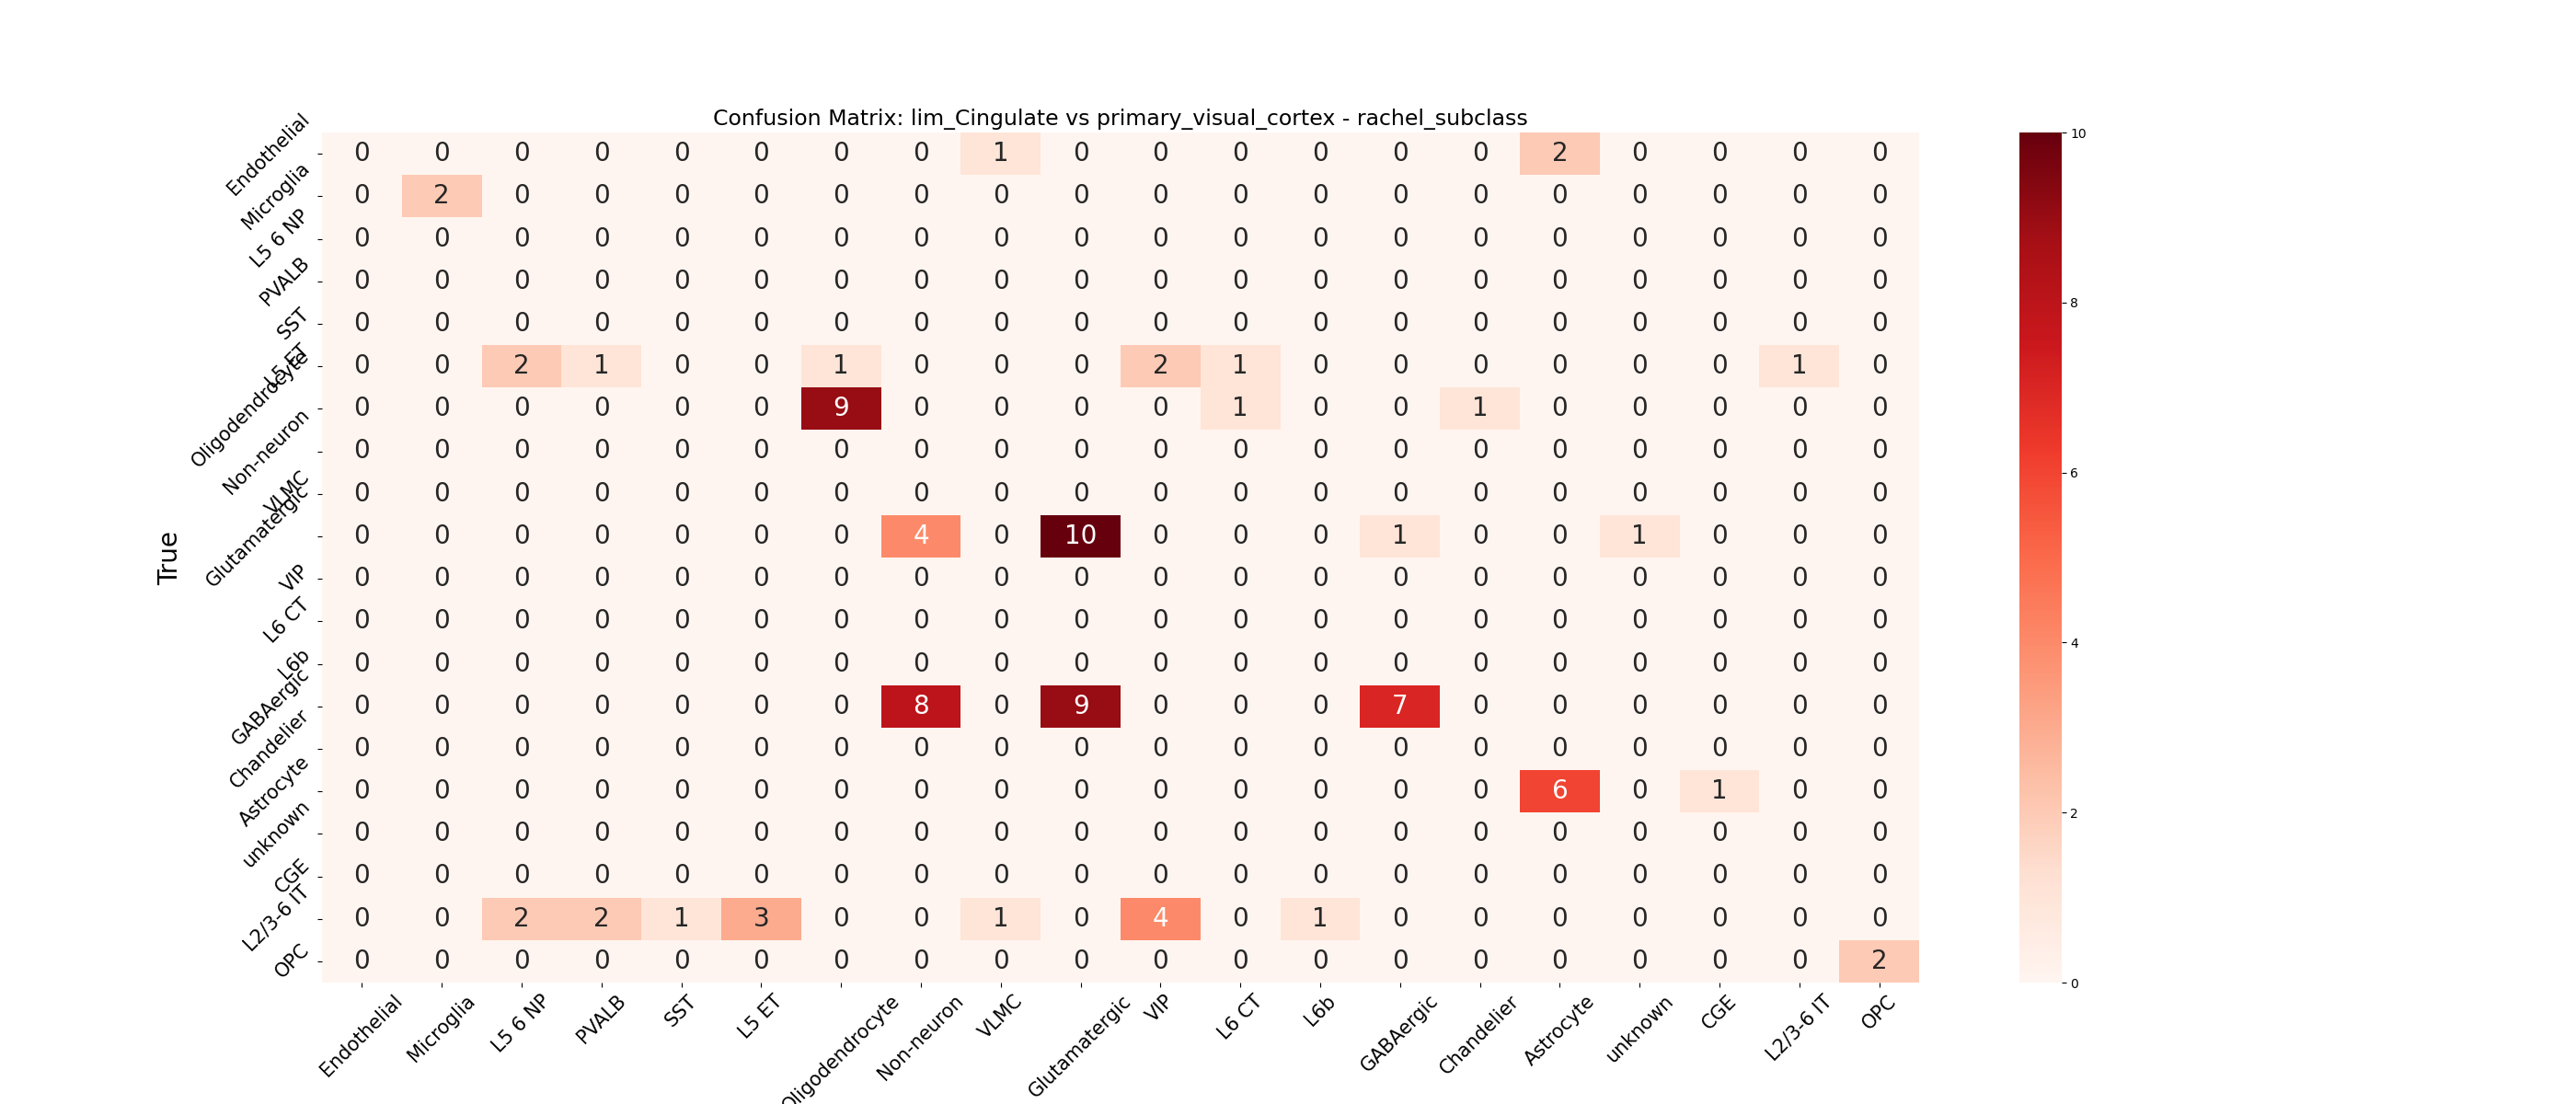 Confusion Matrix: lim_Cingulate vs primary_visual_cortex - rachel_subclass
True
Endothelial 0 0 0 0 0 0 0 0 1 0 0 0 0 0 0 2 0 0 0 0
Microglia 0 2 0 0 0 0 0 0 0 0 0 0 0 0 0 0 0 0 0 0
L5 6 NP 0 0 0 0 0 0 0 0 0 0 0 0 0 0 0 0 0 0 0 0
PVALB 0 0 0 0 0 0 0 0 0 0 0 0 0 0 0 0 0 0 0 0
SST 0 0 0 0 0 0 0 0 0 0 0 0 0 0 0 0 0 0 0 0
L5 ET 0 0 2 1 0 0 1 0 0 0 2 1 0 0 0 0 0 0 1 0
Oligodendrocyte 0 0 0 0 0 0 9 0 0 0 0 1 0 0 1 0 0 0 0 0
Non-neuron 0 0 0 0 0 0 0 0 0 0 0 0 0 0 0 0 0 0 0 0
VLMC 0 0 0 0 0 0 0 0 0 0 0 0 0 0 0 0 0 0 0 0
Glutamatergic 0 0 0 0 0 0 0 4 0 10 0 0 0 1 0 0 1 0 0 0
VIP 0 0 0 0 0 0 0 0 0 0 0 0 0 0 0 0 0 0 0 0
L6 CT 0 0 0 0 0 0 0 0 0 0 0 0 0 0 0 0 0 0 0 0
L6b 0 0 0 0 0 0 0 0 0 0 0 0 0 0 0 0 0 0 0 0
GABAergic 0 0 0 0 0 0 0 8 0 9 0 0 0 7 0 0 0 0 0 0
Chandelier 0 0 0 0 0 0 0 0 0 0 0 0 0 0 0 0 0 0 0 0
Astrocyte 0 0 0 0 0 0 0 0 0 0 0 0 0 0 0 6 0 1 0 0
unknown 0 0 0 0 0 0 0 0 0 0 0 0 0 0 0 0 0 0 0 0
CGE 0 0 0 0 0 0 0 0 0 0 0 0 0 0 0 0 0 0 0 0
L2/3-6 IT 0 0 2 2 1 3 0 0 1 0 4 0 1 0 0 0 0 0 0 0
OPC 0 0 0 0 0 0 0 0 0 0 0 0 0 0 0 0 0 0 0 2
Endothelial Microglia L5 6 NP PVALB SST L5 ET Oligodendrocyte Non-neuron VLMC Glutamatergic VIP L6 CT L6b GABAergic Chandelier Astrocyte unknown CGE L2/3-6 IT OPC
10
8
6
4
2
0